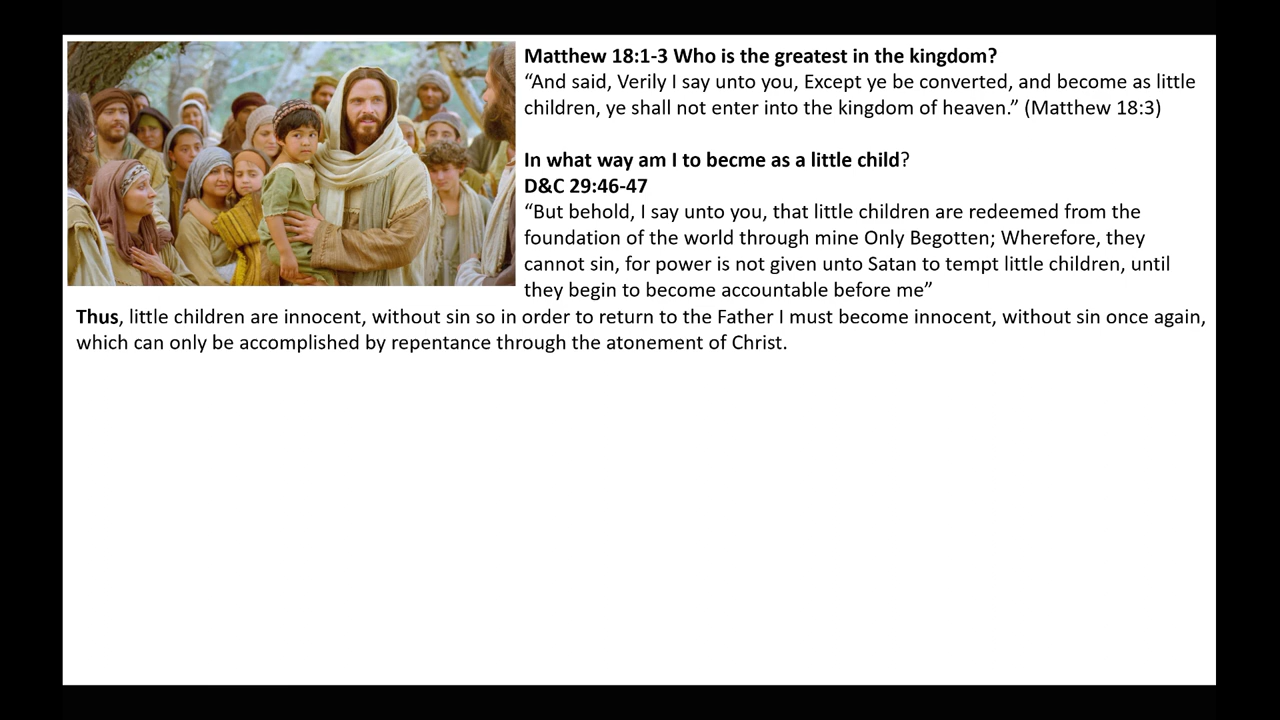 Matthew 18:1-3 Who is the greatest in the kingdom?
“And said, Verily I say unto you, Except ye be converted, and become as little
children, ye shall not enter into the kingdom of heaven.” (Matthew 18:3)
In what way am I to becme as a little child?
D&C 29:46-47
“But behold, I say unto you, that little children are redeemed from the
foundation of the world through mine Only Begotten; Wherefore, they
cannot sin, for power is not given unto Satan to tempt little children, until
they begin to become accountable before me”
Thus, little children are innocent, without sin so in order to return to the Father I must become innocent, without sin once again,
which can only be accomplished by repentance through the atonement of Christ.